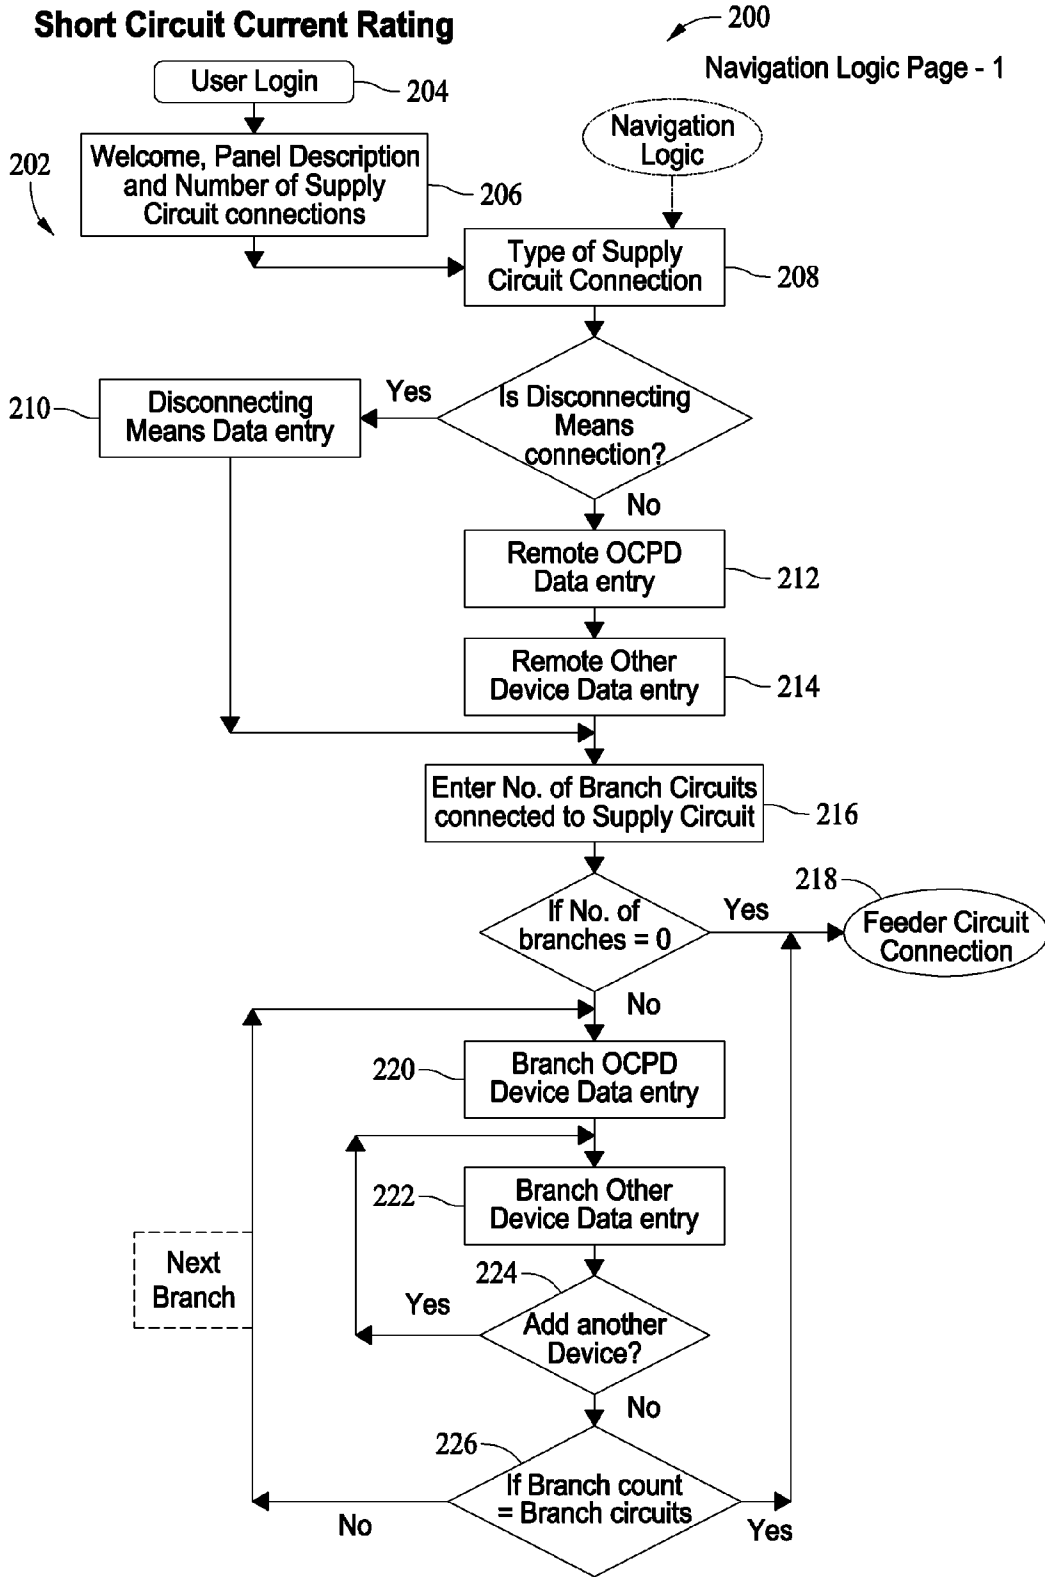 Short Circuit Current Rating
200
Navigation Logic Page - 1
User Login
204
202
Welcome, Panel Description
and Number of Supply
Circuit connections
206
Navigation
Logic
Type of Supply
Circuit Connection
208
210
Disconnecting
Means Data entry
Yes
Is Disconnecting
Means
connection?
No
Remote OCPD
Data entry
212
Remote Other
Device Data entry
214
Enter No. of Branch Circuits
connected to Supply Circuit
216
If No. of
branches = 0
Yes
218
Feeder Circuit
Connection
No
220
Branch OCPD
Device Data entry
222
Branch Other
Device Data entry
Next
Branch
224
Yes
Add another
Device?
No
226
If Branch count
= Branch circuits
No
Yes